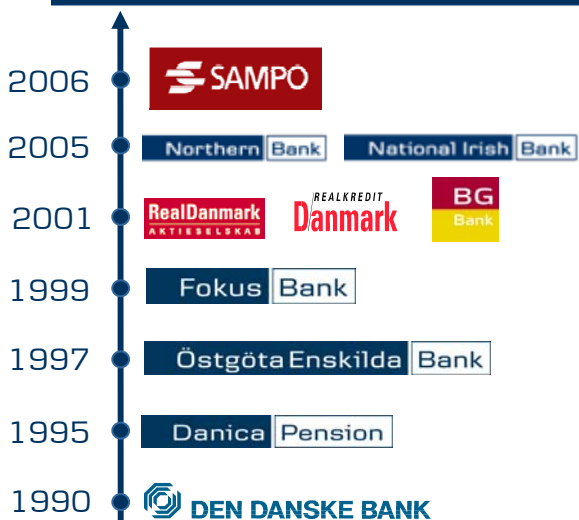 2006
SAMPO
2005
Northern Bank
National Irish Bank
2001
RealDanmark
AKTIESELSKAB
REALKREDIT
Danmark
BG
Bank
1999
Fokus Bank
1997
Östgöta Enskilda Bank
1995
Danica Pension
1990
DEN DANSKE BANK